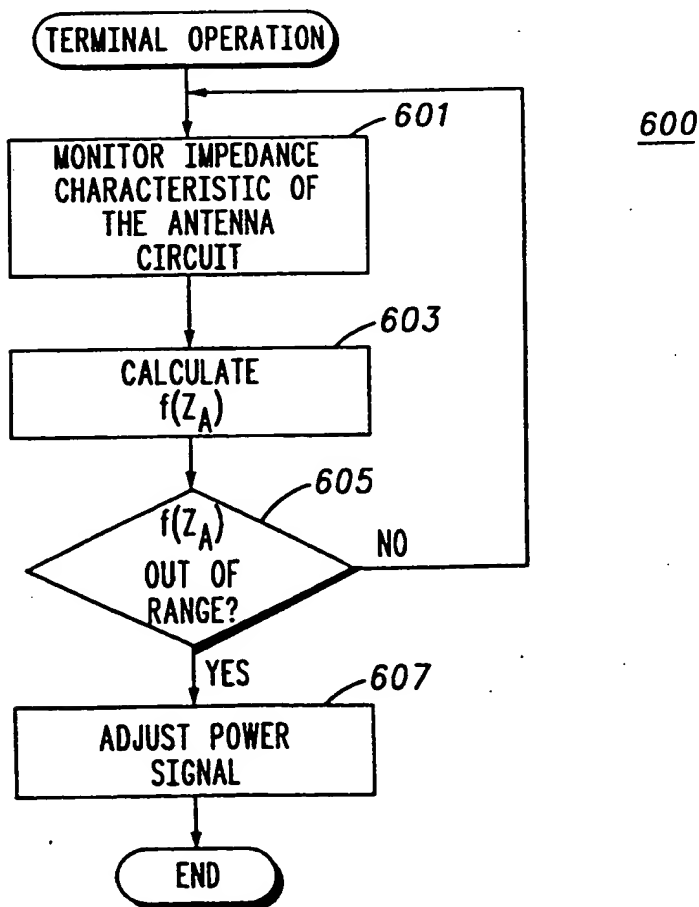 TERMINAL OPERATION
601
600
MONITOR IMPEDANCE
CHARACTERISTIC OF
THE ANTENNA
CIRCUIT
603
CALCULATE
f(Z_A)
605
f(Z_A)
OUT OF
RANGE?
NO
YES
607
ADJUST POWER
SIGNAL
END